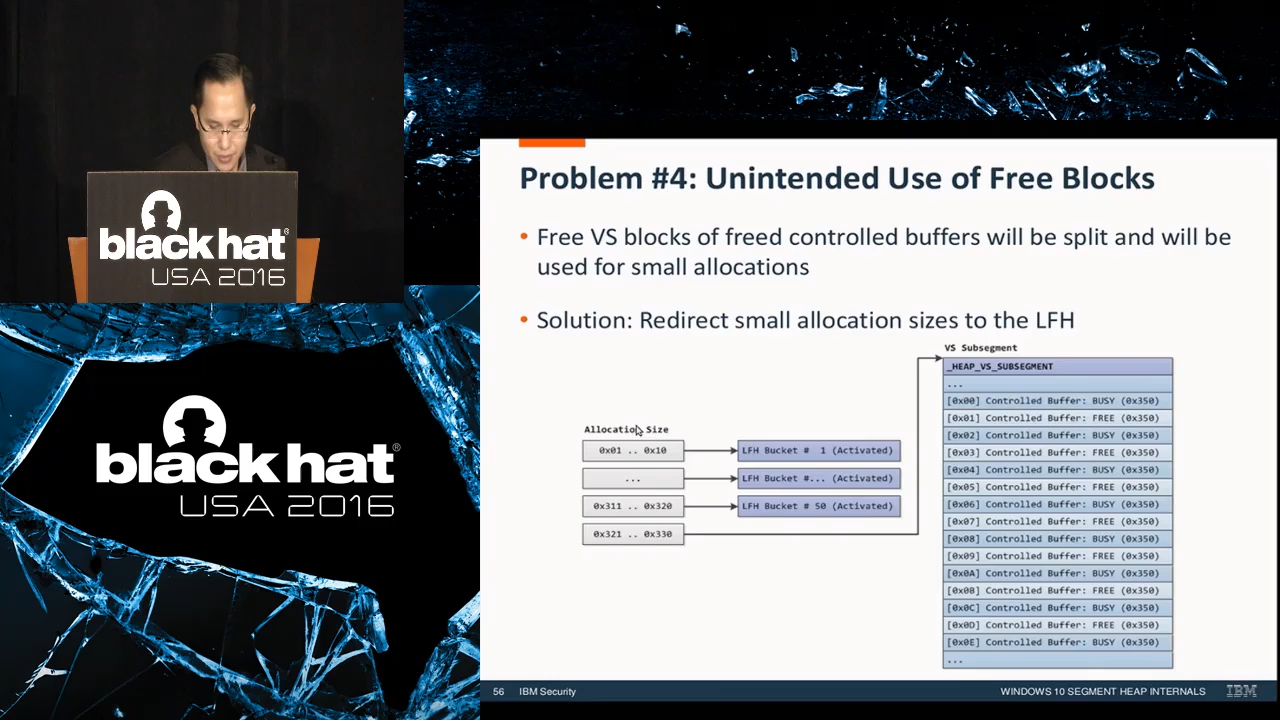 black hat®
USA 2016
black hat®
USA 2016
Problem #4: Unintended Use of Free Blocks
• Free VS blocks of freed controlled buffers will be split and will be
used for small allocations
• Solution: Redirect small allocation sizes to the LFH
VS Subsegment
_HEAP_VS_SUBSEGMENT
...
[0x00] Controlled Buffer: BUSY (0x350)
[0x01] Controlled Buffer: FREE (0x350)
[0x02] Controlled Buffer: BUSY (0x350)
[0x03] Controlled Buffer: FREE (0x350)
[0x04] Controlled Buffer: BUSY (0x350)
[0x05] Controlled Buffer: FREE (0x350)
[0x06] Controlled Buffer: BUSY (0x350)
[0x07] Controlled Buffer: FREE (0x350)
[0x08] Controlled Buffer: BUSY (0x350)
[0x09] Controlled Buffer: FREE (0x350)
[0x0A] Controlled Buffer: BUSY (0x350)
[0x0B] Controlled Buffer: FREE (0x350)
[0x0C] Controlled Buffer: BUSY (0x350)
[0x0D] Controlled Buffer: FREE (0x350)
[0x0E] Controlled Buffer: BUSY (0x350)
...
Allocation Size
0x01 .. 0x10
LFH Bucket # 1 (Activated)
...
LFH Bucket #... (Activated)
0x311 .. 0x320
LFH Bucket # 50 (Activated)
0x321 .. 0x330
56 IBM Security
WINDOWS 10 SEGMENT HEAP INTERNALS
IBM